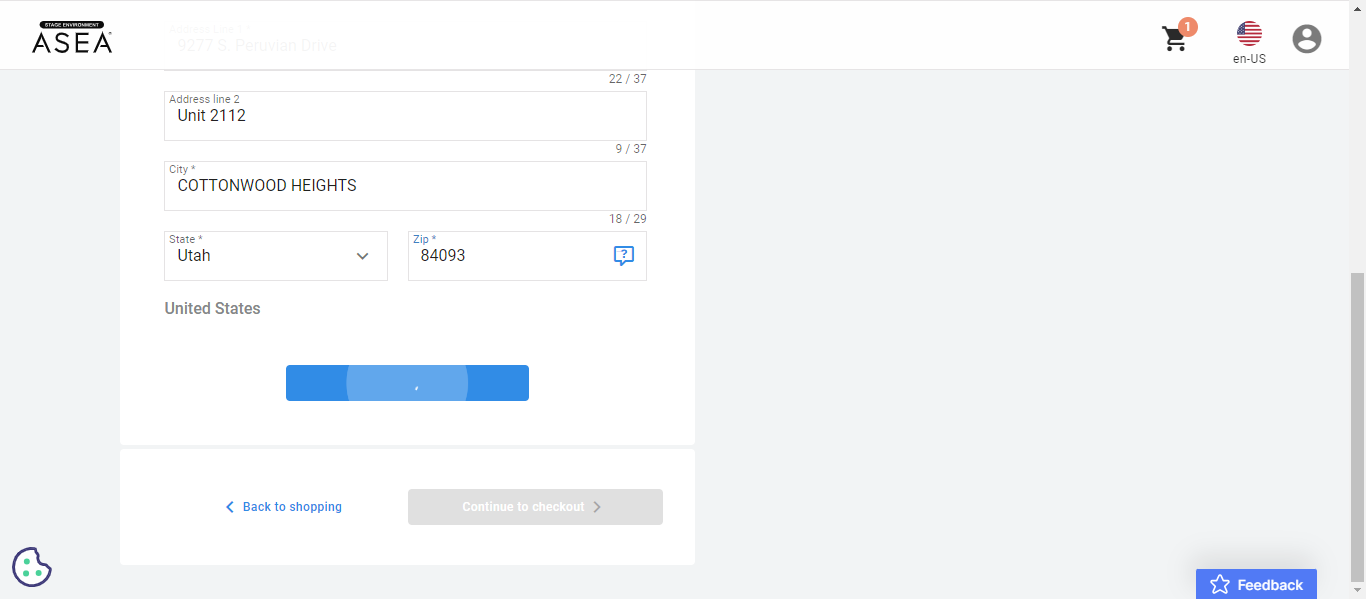 STAGE ENVIRONMENT
ASEA
Address Line 1 *
9277 S. Peruvian Drive
1
en-US
22 / 37
Address line 2
Unit 2112
9 / 37
City *
COTTONWOOD HEIGHTS
18 / 29
State *
Utah
Zip *
84093
?
United States
Back to shopping
Continue to checkout
Feedback